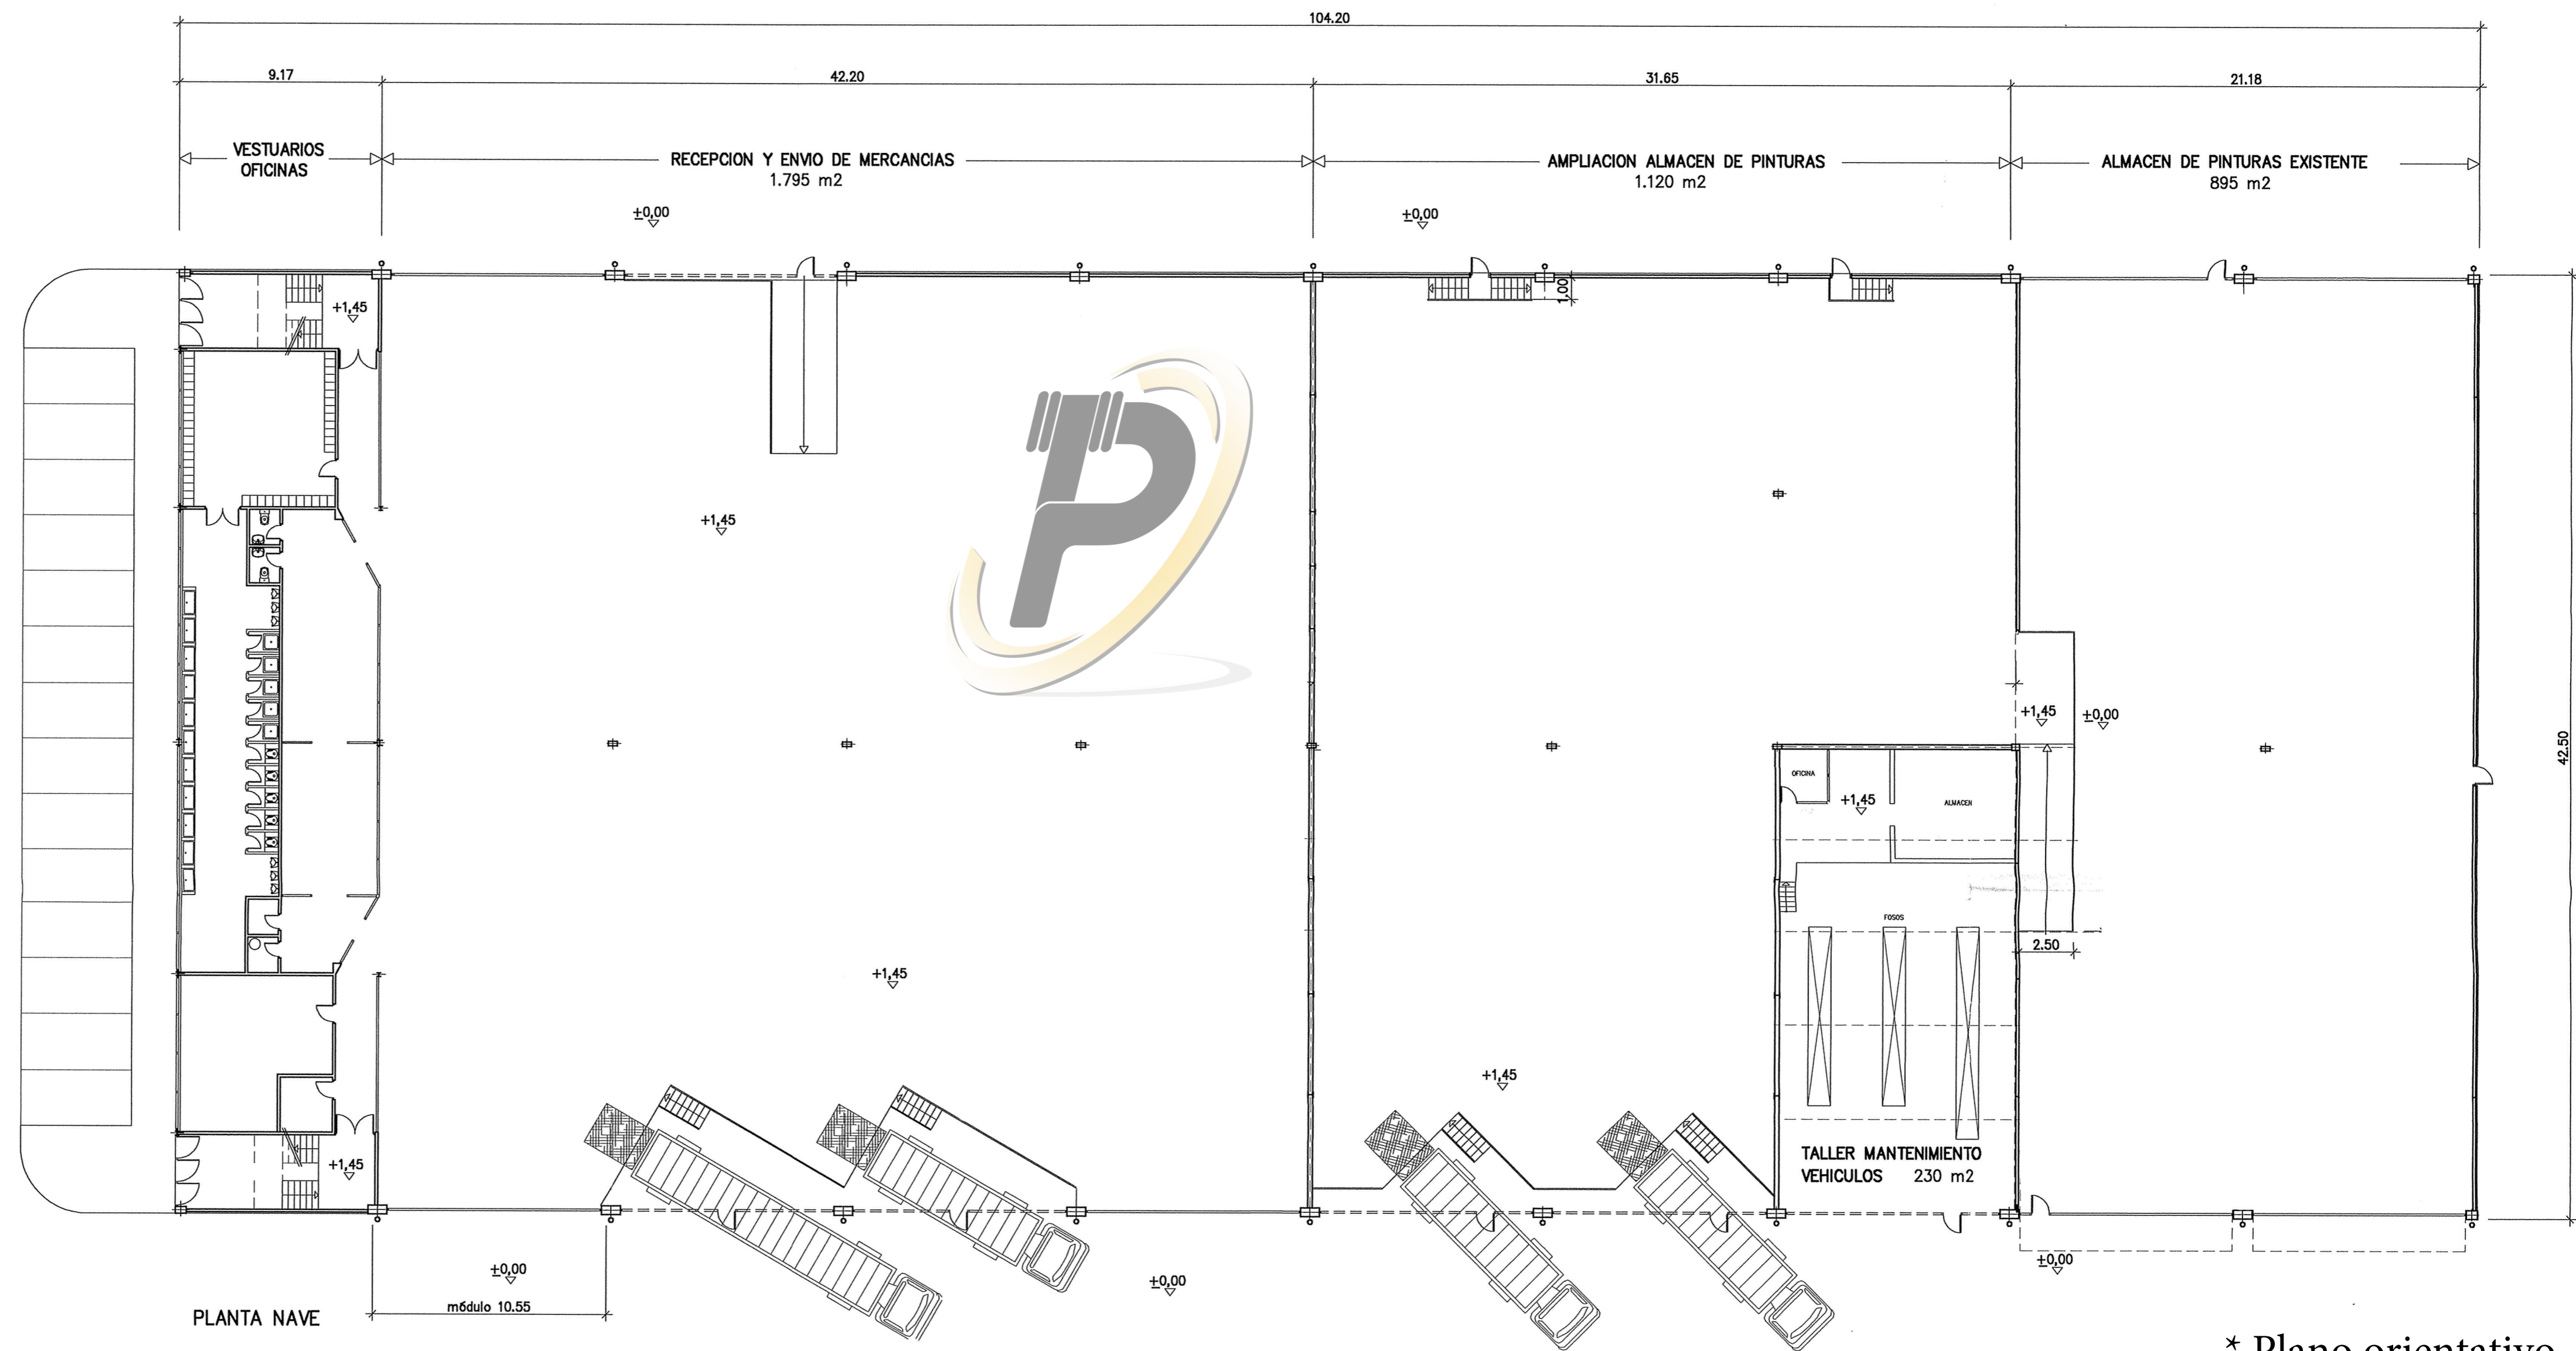 104.20
9.17
42.20
31.65
21.18
VESTUARIOS
OFICINAS
RECEPCION Y ENVIO DE MERCANCIAS
1.795 m2
AMPLIACION ALMACEN DE PINTURAS
1.120 m2
ALMACEN DE PINTURAS EXISTENTE
895 m2
±0,00
±0,00
+1,45
1.00
P
+1,45
+1,45
±0,00
42.50
OFICINA
+1,45
ALMACEN
FOSOS
2.50
+1,45
+1,45
+1,45
TALLER MANTENIMIENTO
VEHICULOS 230 m2
±0,00
±0,00
±0,00
módulo 10.55
PLANTA NAVE
* Plano orientativo